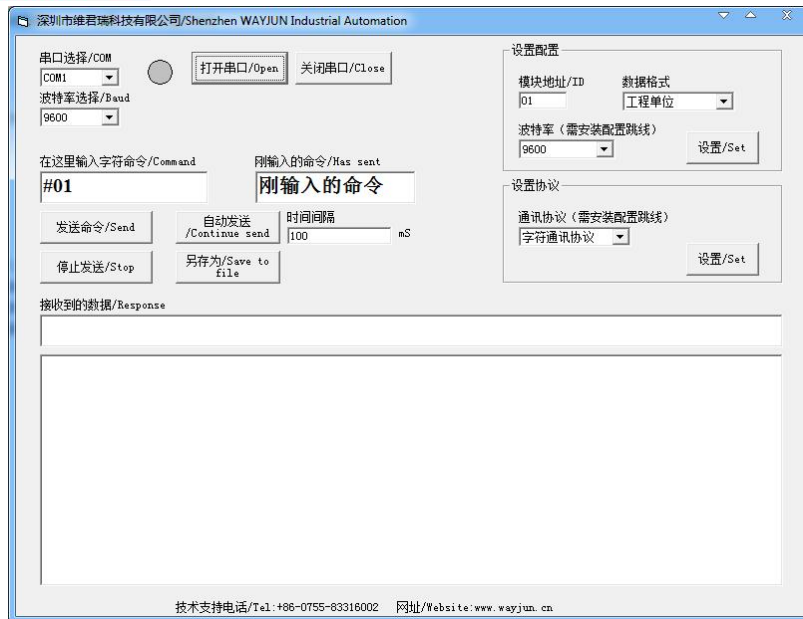 深圳市维君瑞科技有限公司/Shenzhen WAYJUN Industrial Automation
串口选择/COM
COM1
打开串口/Open
关闭串口/Close
波特率选择/Baud
9600
在这里输入字符命令/Command
刚输入的命令/Has sent
#01
刚输入的命令
发送命令/Send
自动发送
/Continue send
时间间隔
100
mS
停止发送/Stop
另存为/Save to
file
设置配置
模块地址/ID
数据格式
01
工程单位
波特率（需安装配置跳线）
9600
设置/Set
设置协议
通讯协议（需安装配置跳线）
字符通讯协议
设置/Set
接收到的数据/Response
技术支持电话/Tel:+86-0755-83316002 网址/Website:www.wayjun.cn